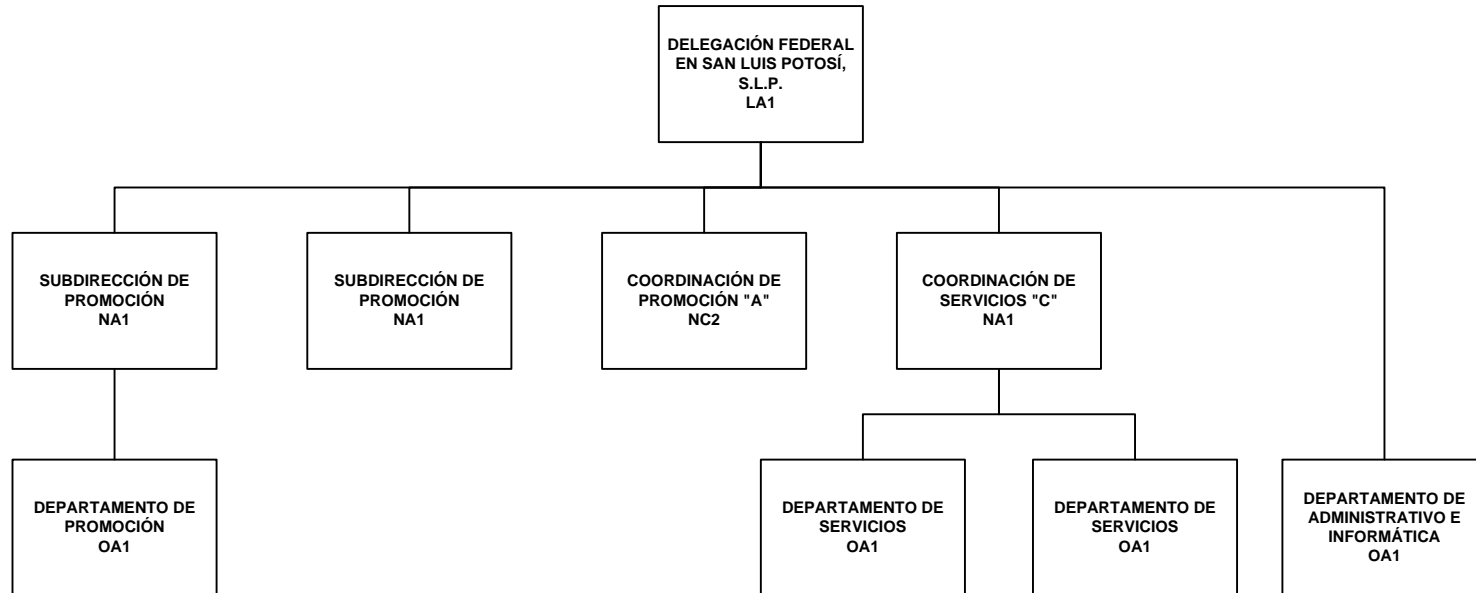 DELEGACIÓN FEDERAL
EN SAN LUIS POTOSÍ,
S.L.P.
LA1
SUBDIRECCIÓN DE
PROMOCIÓN
NA1
SUBDIRECCIÓN DE
PROMOCIÓN
NA1
COORDINACIÓN DE
PROMOCIÓN "A"
NC2
COORDINACIÓN DE
SERVICIOS "C"
NA1
DEPARTAMENTO DE
PROMOCIÓN
OA1
DEPARTAMENTO DE
SERVICIOS
OA1
DEPARTAMENTO DE
SERVICIOS
OA1
DEPARTAMENTO DE
ADMINISTRATIVO E
INFORMÁTICA
OA1